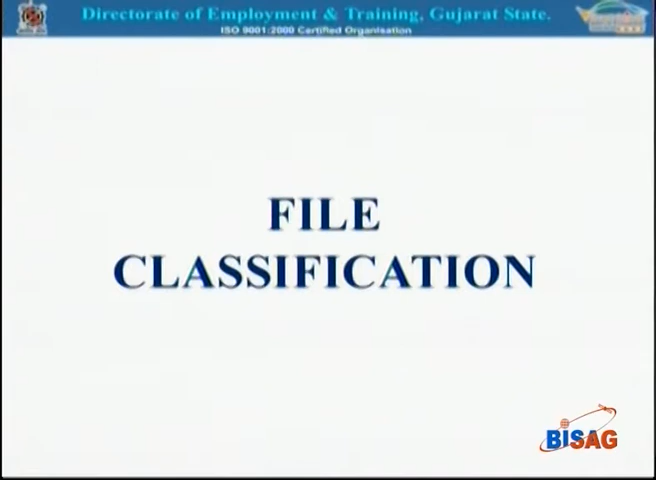 Directorate of Employment & Training, Gujarat State.
ISO 9001:2000 Certified Organisation
FILE
CLASSIFICATION
BISAG